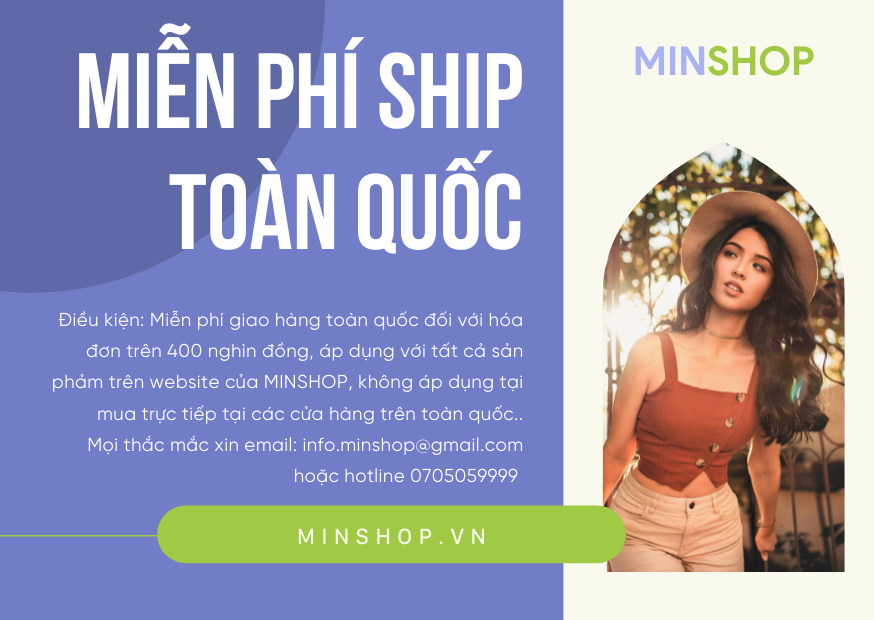 MIỄN PHÍ SHIP
TOÀN QUỐC
MINSHOP
Điều kiện: Miễn phí giao hàng toàn quốc đối với hóa
đơn trên 400 nghìn đồng, áp dụng với tất cả sản
phảm trên website của MINSHOP, không áp dụng tại
mua trực tiếp tại các cửa hàng trên toàn quốc..
Mọi thắc mắc xin email: info.minshop@gmail.com
hoặc hotline 0705059999
MINSHOP.VN